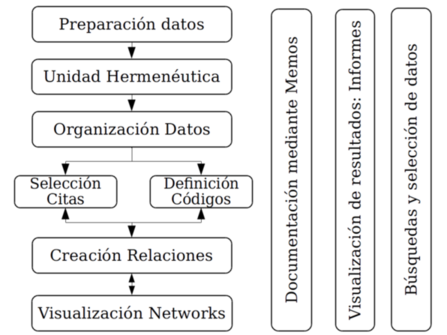 Preparación datos
Unidad Hermenéutica
Organización Datos
Selección
Citas
Definición
Códigos
Creación Relaciones
Visualización Networks
Documentación mediante Memos
Visualización de resultados: Informes
Búsquedas y selección de datos